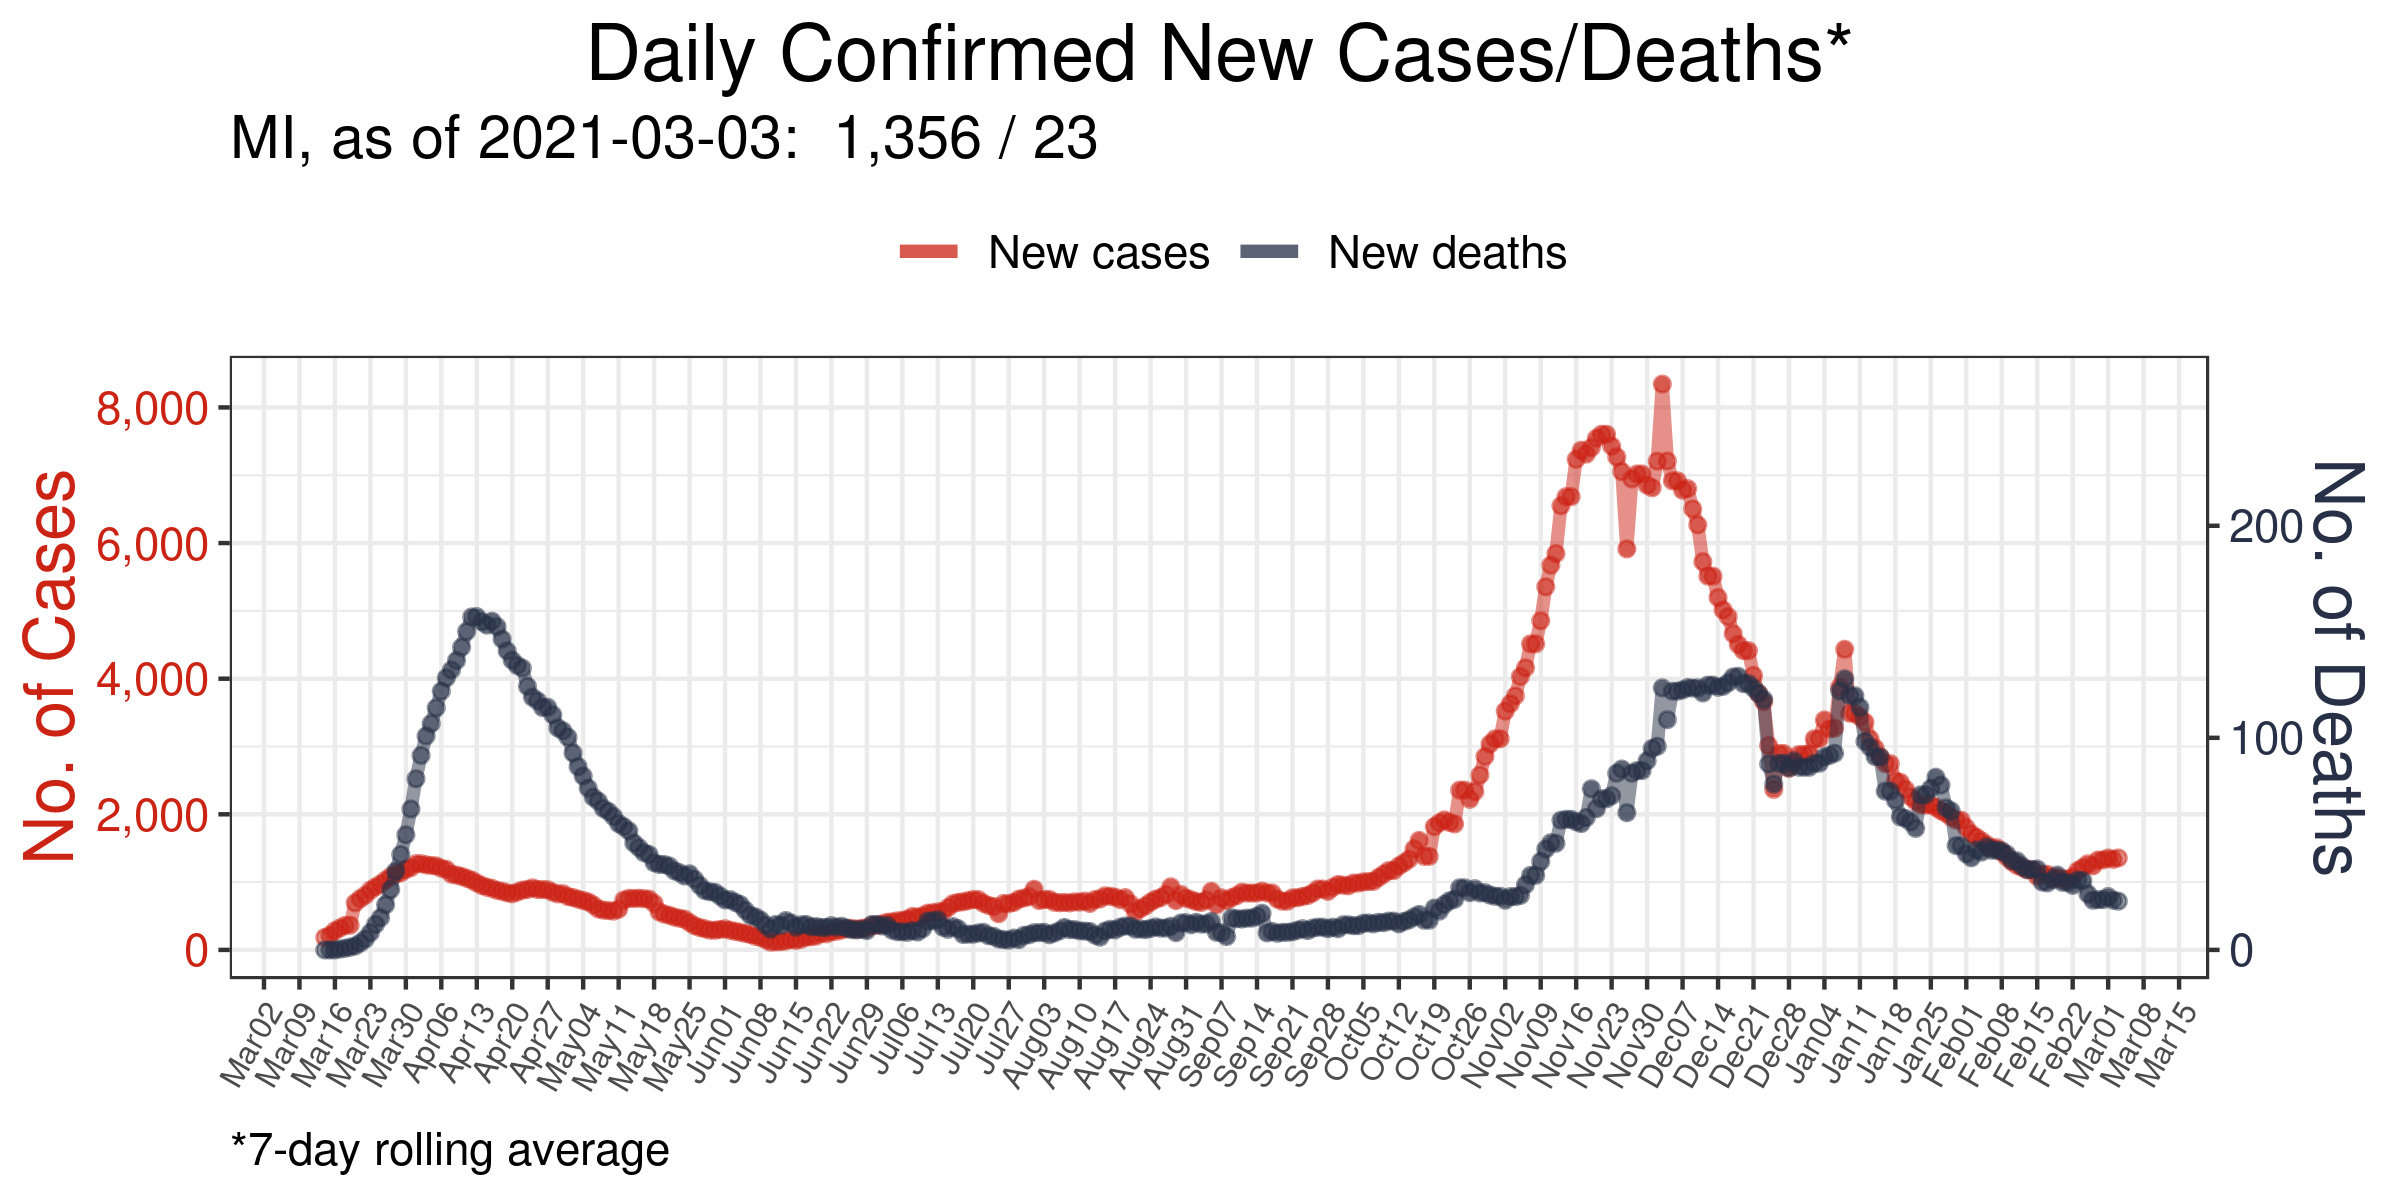 Daily Confirmed New Cases/Deaths*
MI, as of 2021-03-03:  1,356 / 23
New cases
New deaths
No. of Cases
8,000
6,000
4,000
2,000
0
No. of Deaths
200
100
0
Mar02
Mar09
Mar16
Mar23
Mar30
Apr06
Apr13
Apr20
Apr27
May04
May11
May18
May25
Jun01
Jun08
Jun15
Jun22
Jun29
Jul06
Jul13
Jul20
Jul27
Aug03
Aug10
Aug17
Aug24
Aug31
Sep07
Sep14
Sep21
Sep28
Oct05
Oct12
Oct19
Oct26
Nov02
Nov09
Nov16
Nov23
Nov30
Dec07
Dec14
Dec21
Dec28
Jan04
Jan11
Jan18
Jan25
Feb01
Feb08
Feb15
Feb22
Mar01
Mar08
Mar15
*7-day rolling average